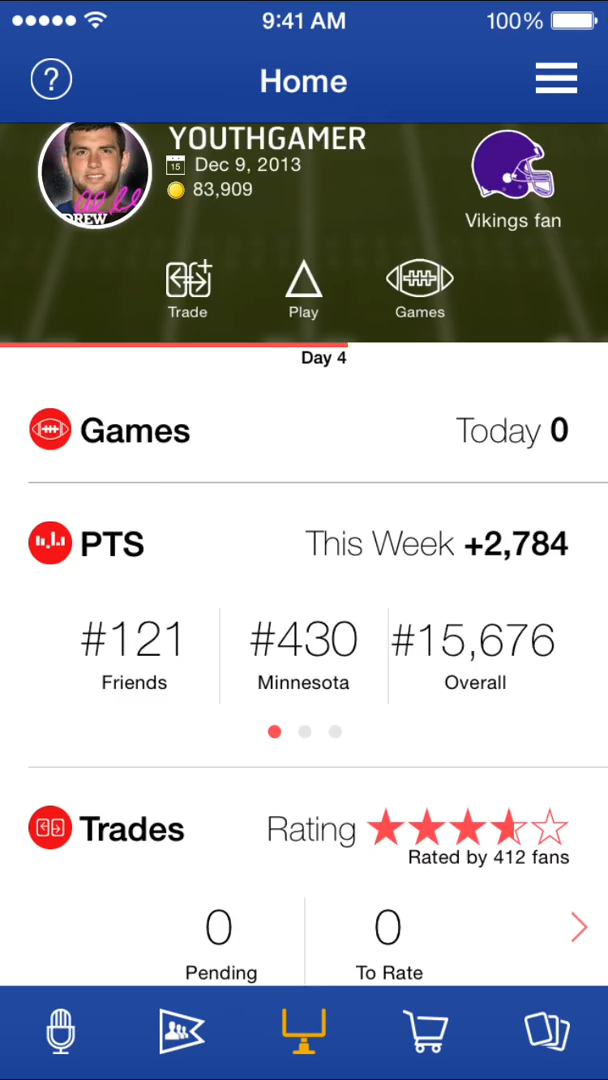 9:41 AM 100%
?
Home
YOUTHGAMER
15 Dec 9, 2013
83,909
DREW
Vikings fan
Trade Play Games
Day 4
Games Today 0
PTS This Week +2,784
#121 #430 #15,676
Friends Minnesota Overall
Trades Rating
Rated by 412 fans
0 0
Pending To Rate